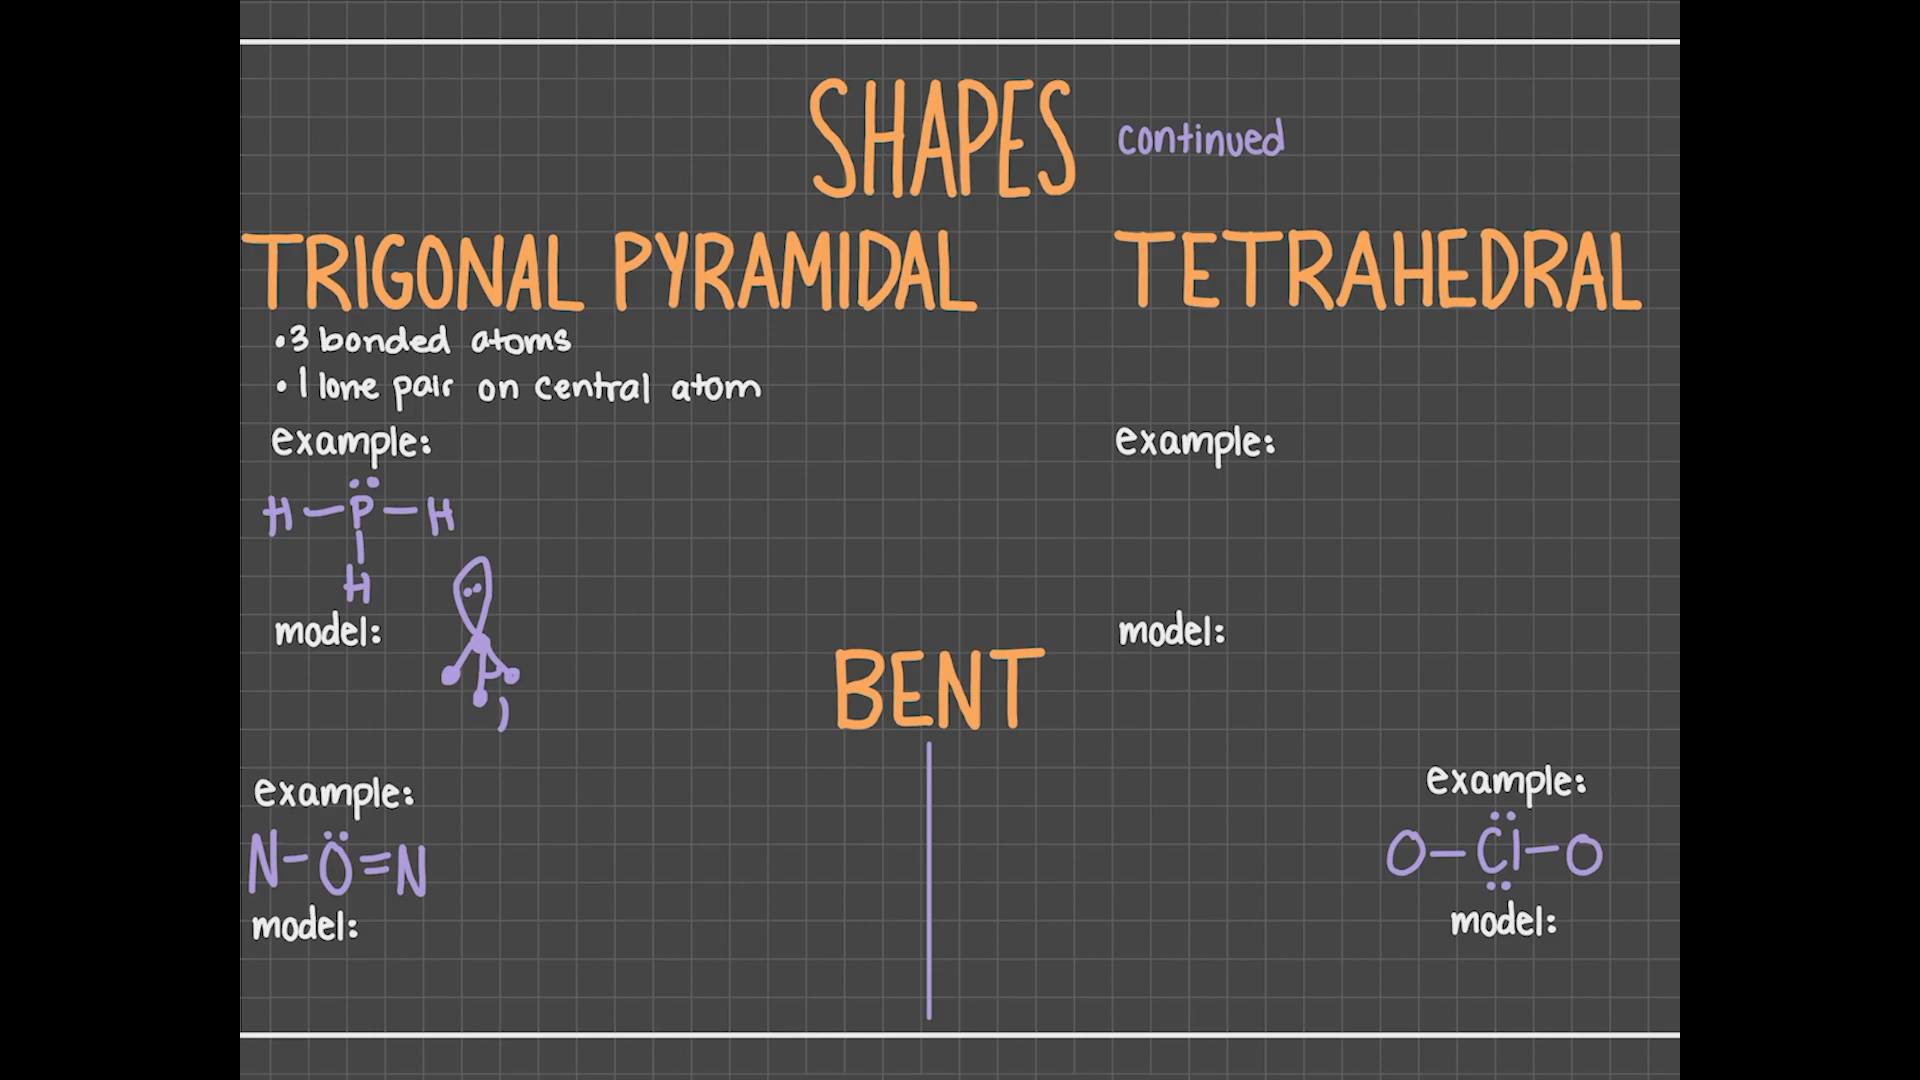 SHAPES continued
TRIGONAL PYRAMIDAL
• 3 bonded atoms
• 1 lone pair on central atom
example:
H—P—H
H
model:
TETRAHEDRAL
example:
model:
BENT
example:
N-O=N
model:
example:
O—Cl—O
model: